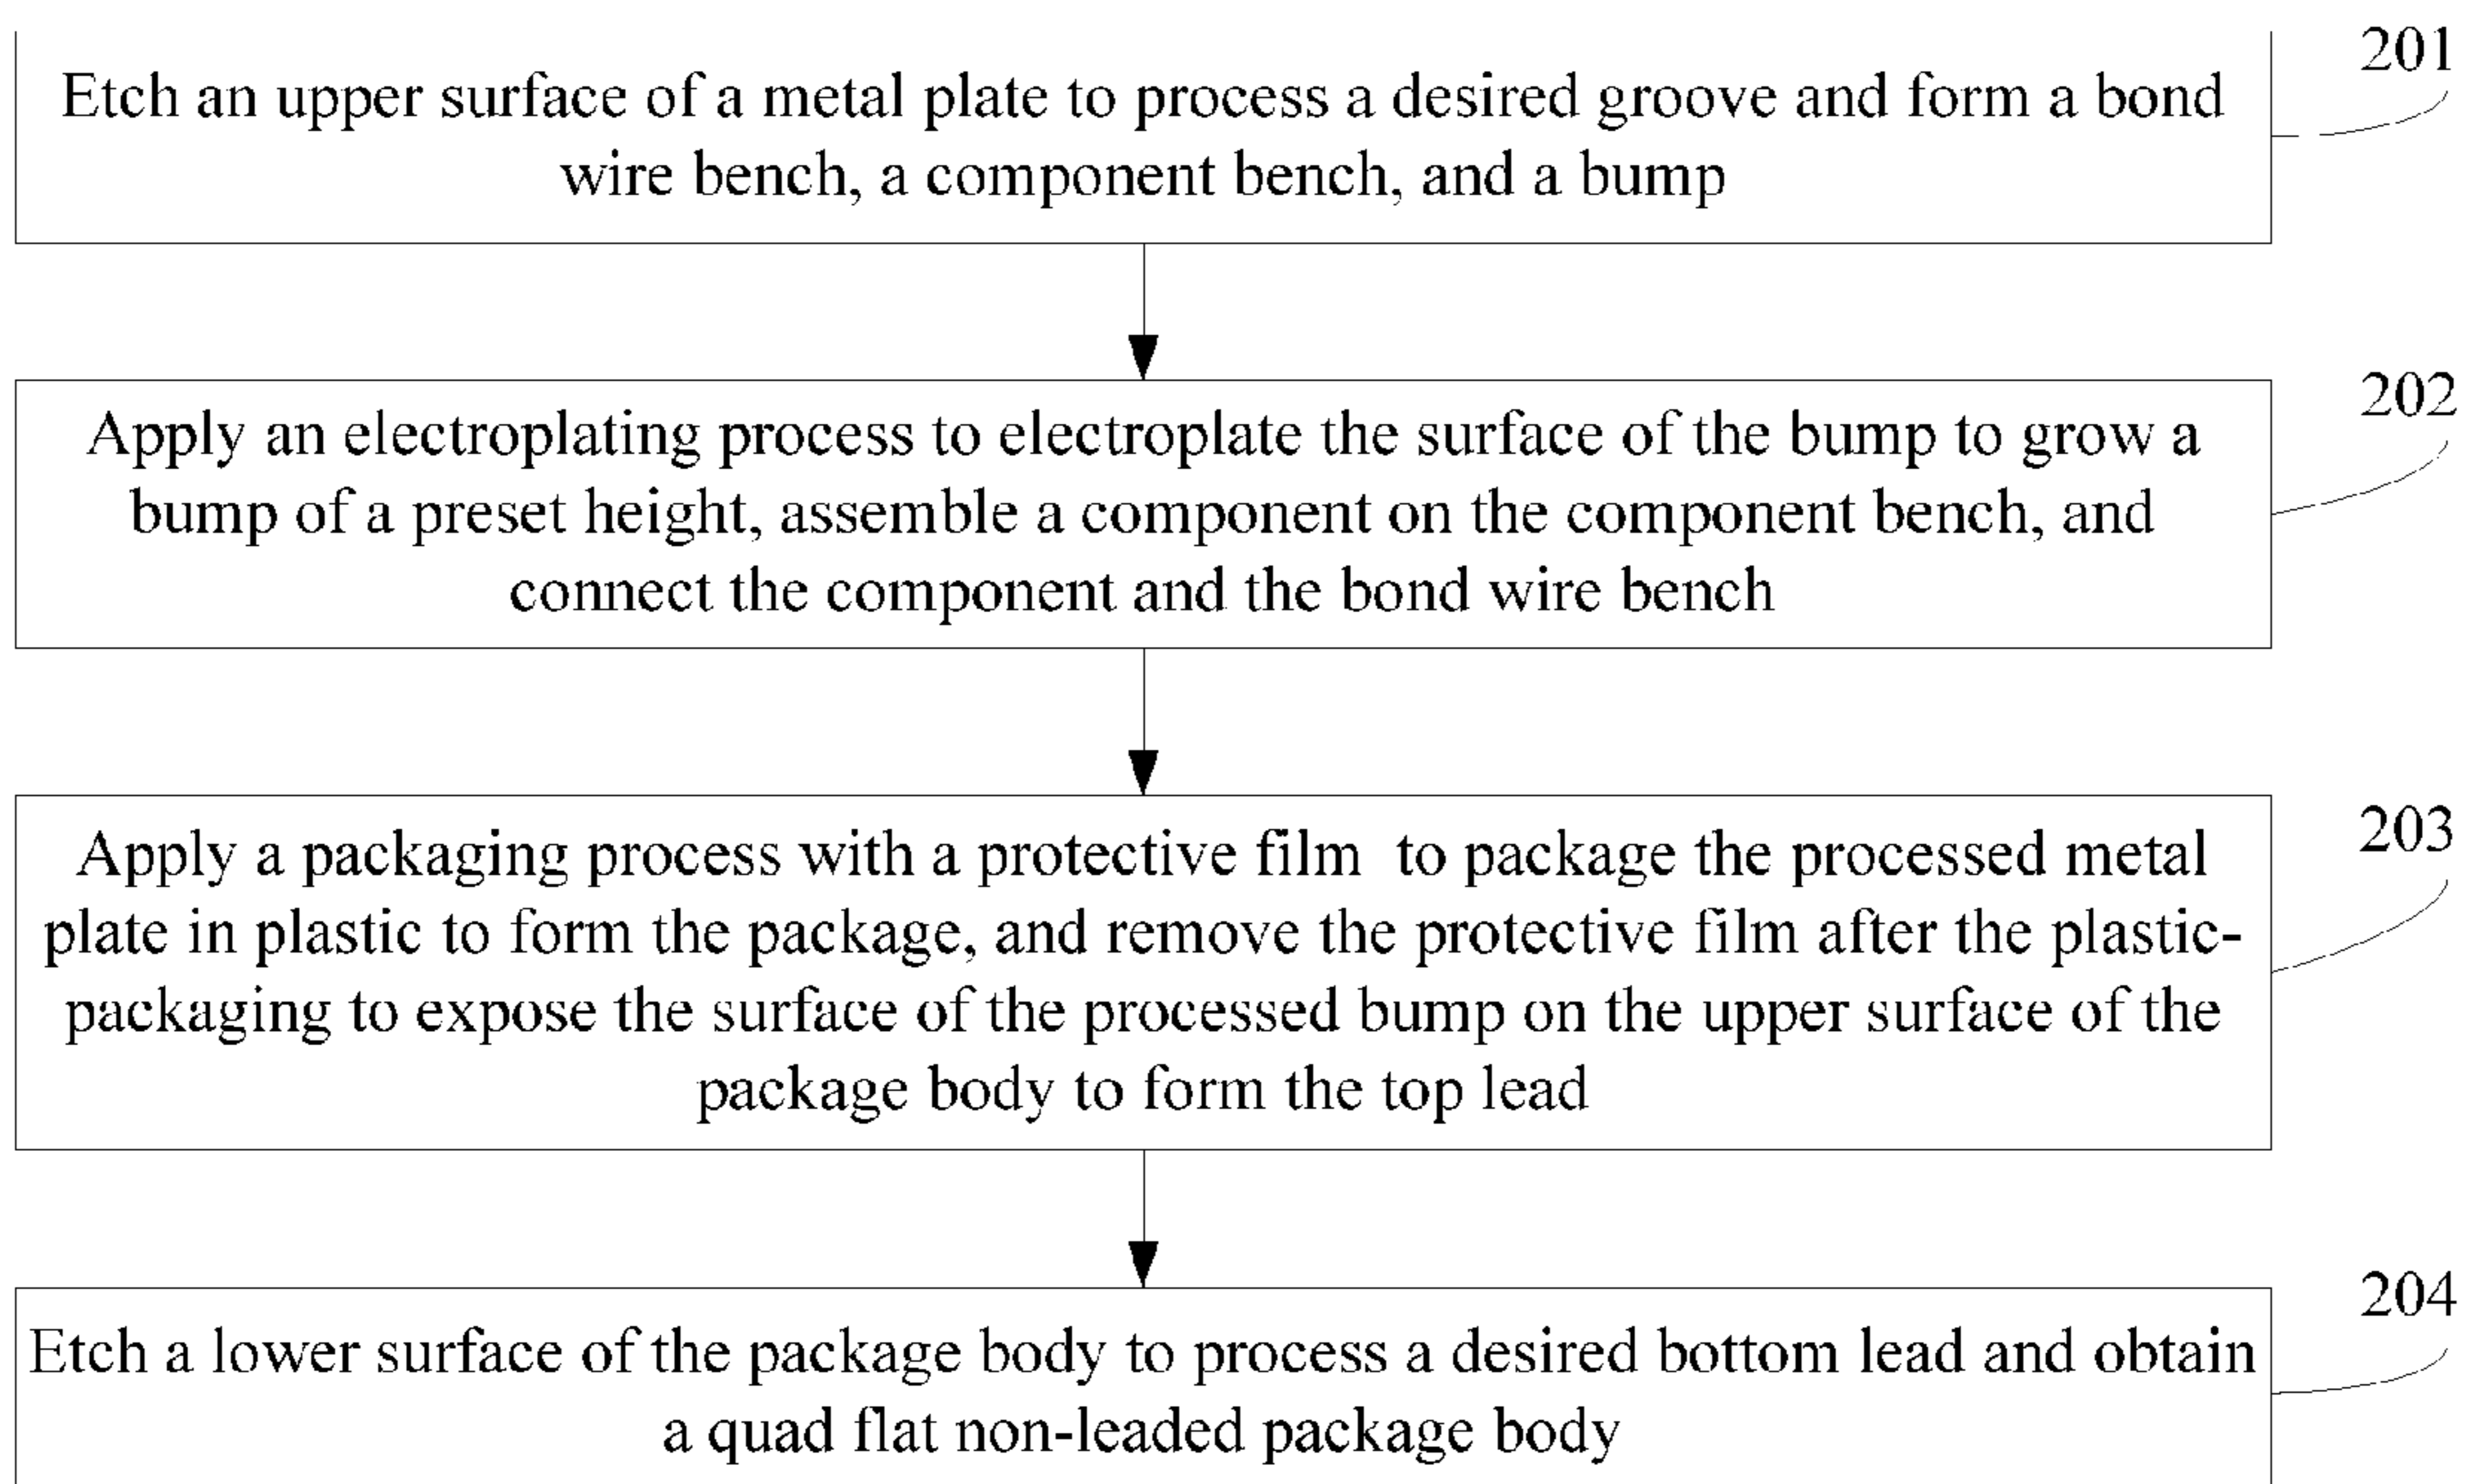 201
Etch an upper surface of a metal plate to process a desired groove and form a bond
wire bench, a component bench, and a bump
202
Apply an electroplating process to electroplate the surface of the bump to grow a
bump of a preset height, assemble a component on the component bench, and
connect the component and the bond wire bench
203
Apply a packaging process with a protective film to package the processed metal
plate in plastic to form the package, and remove the protective film after the plastic-
packaging to expose the surface of the processed bump on the upper surface of the
package body to form the top lead
204
Etch a lower surface of the package body to process a desired bottom lead and obtain
a quad flat non-leaded package body